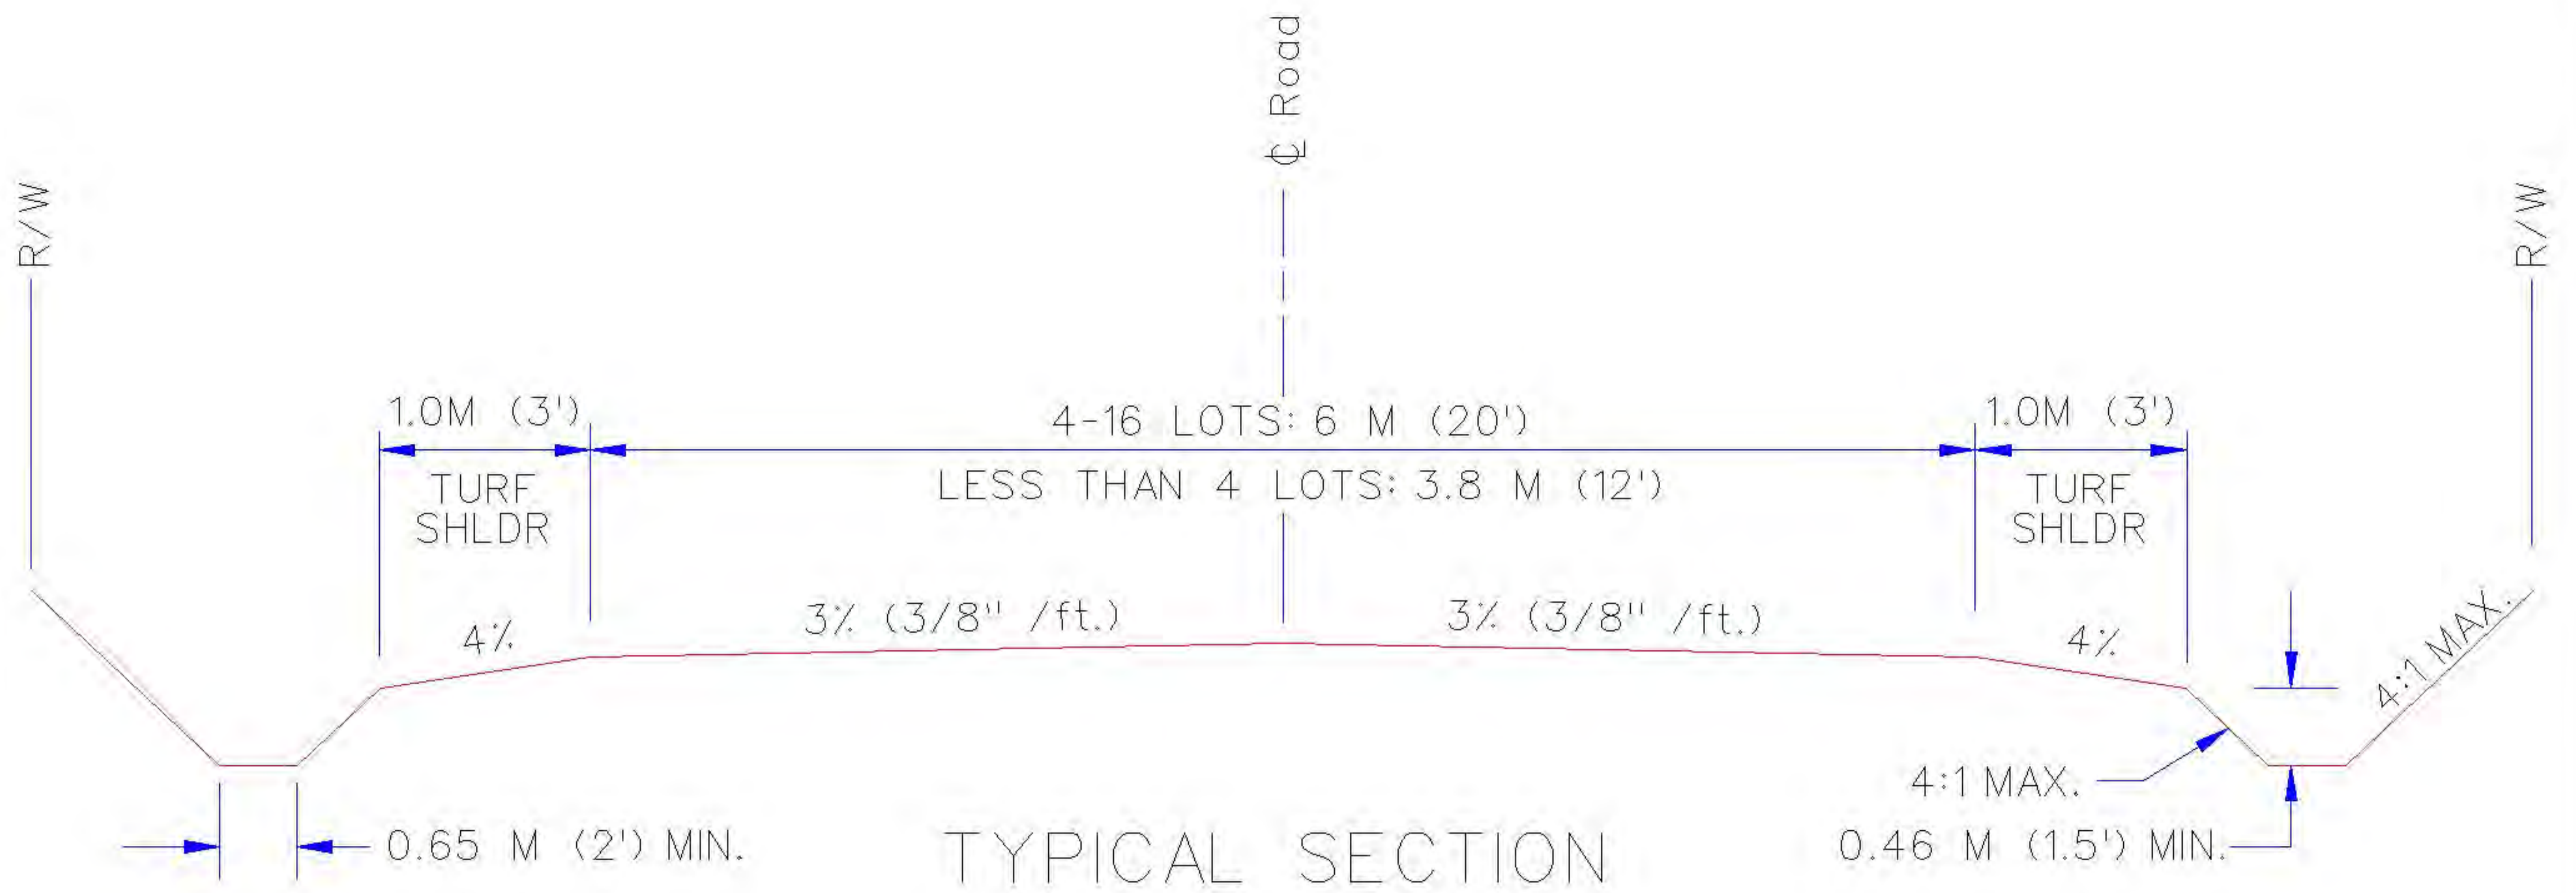 ℄ Road
R/W
R/W
1.0M (3')
4-16 LOTS: 6 M (20')
1.0M (3')
TURF
SHLDR
LESS THAN 4 LOTS: 3.8 M (12')
TURF
SHLDR
4%
3% (3/8" /ft.)
3% (3/8" /ft.)
4%
4:1 MAX.
4:1 MAX.
0.65 M (2') MIN.
TYPICAL SECTION
0.46 M (1.5') MIN.